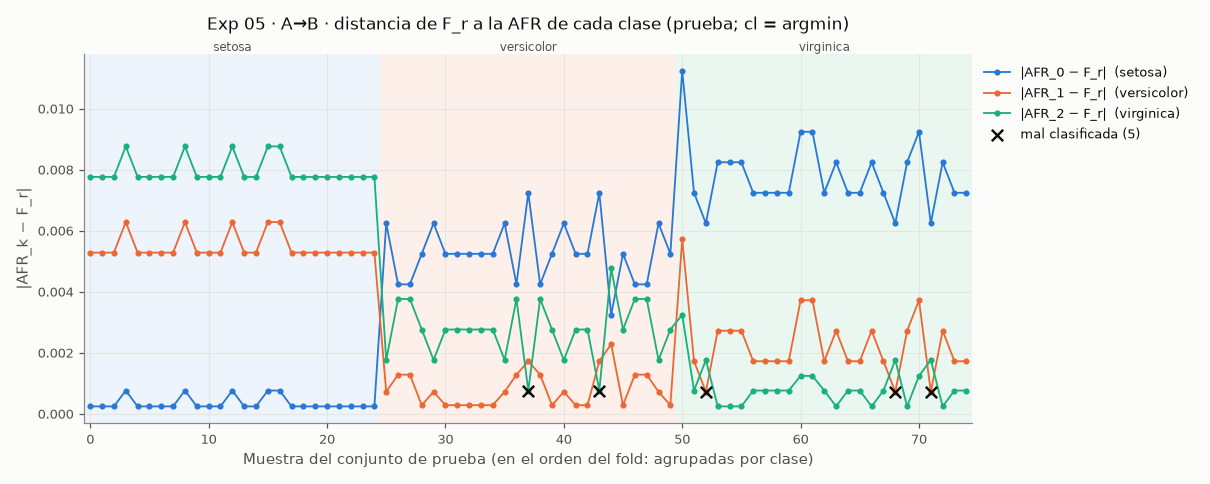 Exp 05 · A→B · distancia de F_r a la AFR de cada clase (prueba; cl = argmin)
setosa
versicolor
virginica
|AFR_0 − F_r| (setosa)
|AFR_1 − F_r| (versicolor)
|AFR_2 − F_r| (virginica)
mal clasificada (5)
|AFR_k − F_r|
0.010
0.008
0.006
0.004
0.002
0.000
0
10
20
30
40
50
60
70
Muestra del conjunto de prueba (en el orden del fold: agrupadas por clase)